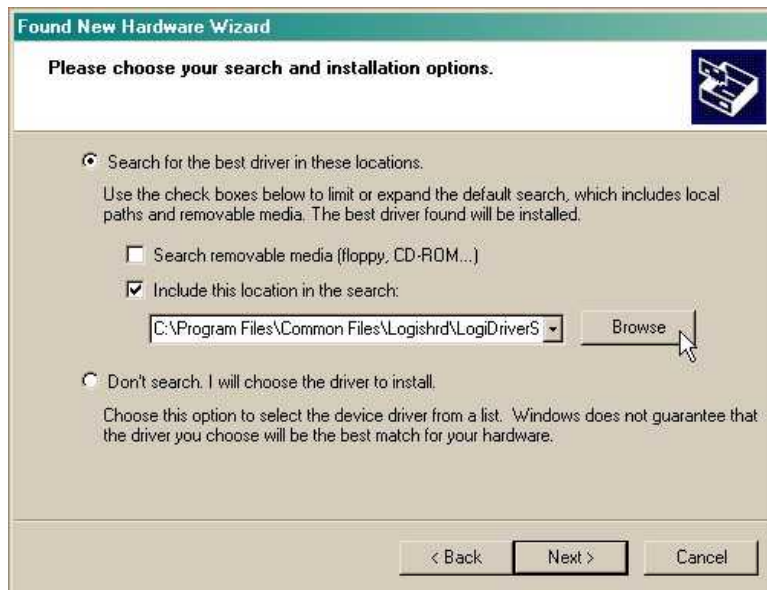 Found New Hardware Wizard
Please choose your search and installation options.
Search for the best driver in these locations.
Use the check boxes below to limit or expand the default search, which includes local
paths and removable media. The best driver found will be installed.
Search removable media (floppy, CD-ROM...)
Include this location in the search:
C:\Program Files\Common Files\Logishrd\LogiDriverS
Browse
Don't search. I will choose the driver to install.
Choose this option to select the device driver from a list. Windows does not guarantee that
the driver you choose will be the best match for your hardware.
< Back
Next >
Cancel